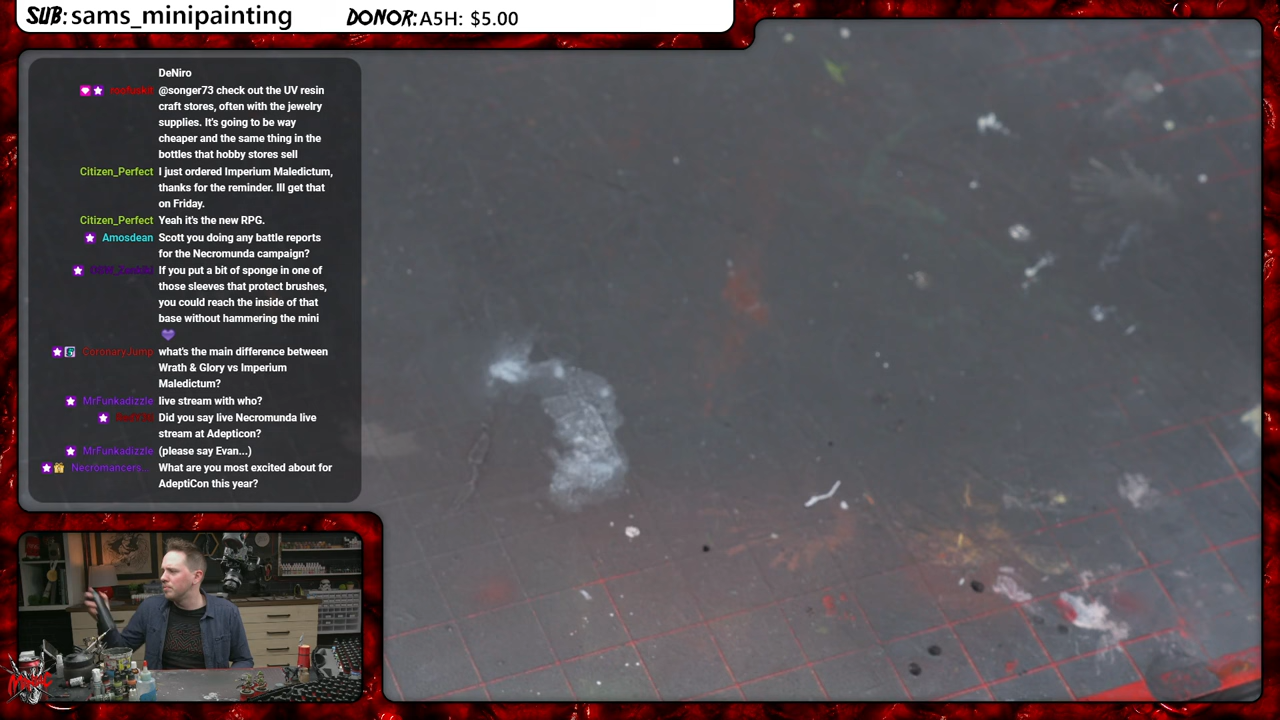 SUB: sams_minipainting
DONOR: A5H: $5.00
DeNiro
@songer73 check out the UV resin
craft stores, often with the jewelry
supplies. It's going to be way
cheaper and the same thing in the
bottles that hobby stores sell
Citizen_Perfect I just ordered Imperium Maledictum,
thanks for the reminder. Ill get that
on Friday.
Citizen_Perfect Yeah it's the new RPG.
Amosdean Scott you doing any battle reports
for the Necromunda campaign?
If you put a bit of sponge in one of
those sleeves that protect brushes,
you could reach the inside of that
base without hammering the mini
CoronaryJump what's the main difference between
Wrath & Glory vs Imperium
Maledictum?
MrFunkadizzle live stream with who?
Did you say live Necromunda live
stream at Adepticon?
MrFunkadizzle (please say Evan...)
Necromancers... What are you most excited about for
AdeptiCon this year?